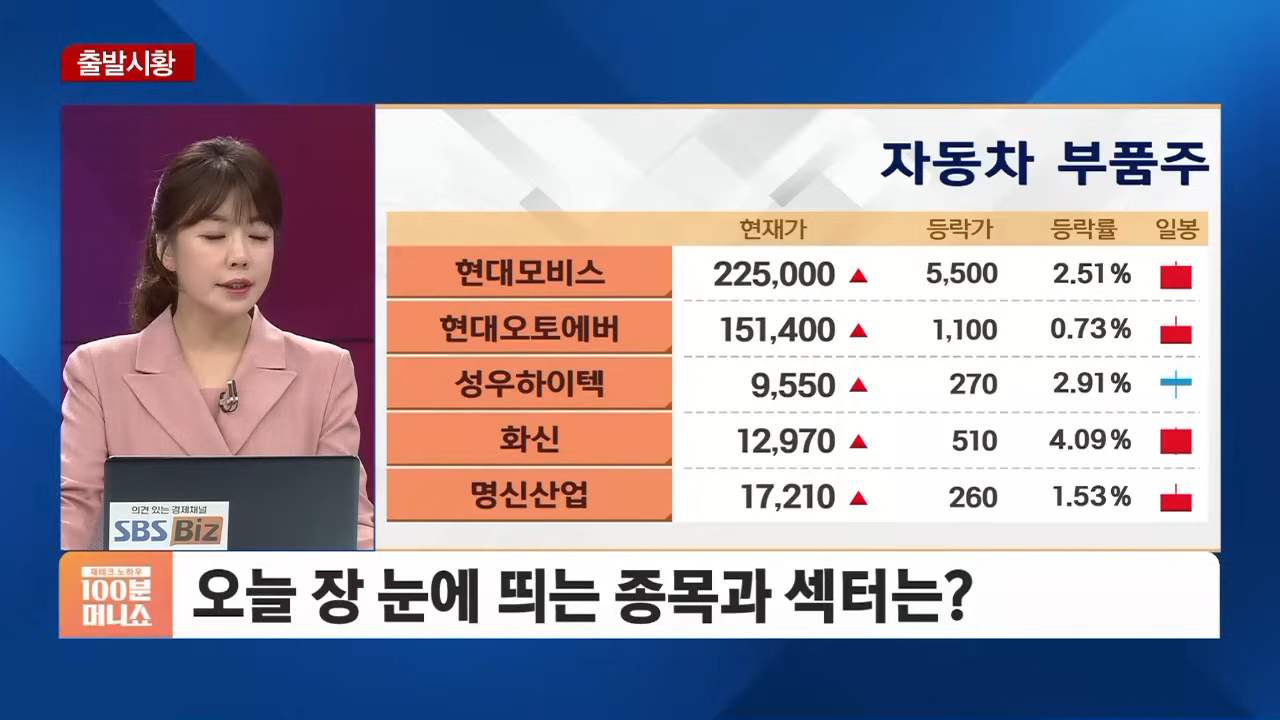 출발시황
자동차 부품주
현재가 등락가 등락률 일봉
현대모비스 225,000 ▲ 5,500 2.51%
현대오토에버 151,400 ▲ 1,100 0.73%
성우하이텍 9,550 ▲ 270 2.91%
화신 12,970 ▲ 510 4.09%
명신산업 17,210 ▲ 260 1.53%
의견 있는 경제채널
SBS Biz
재테크 노하우
100분
머니쇼
오늘 장 눈에 띄는 종목과 섹터는?